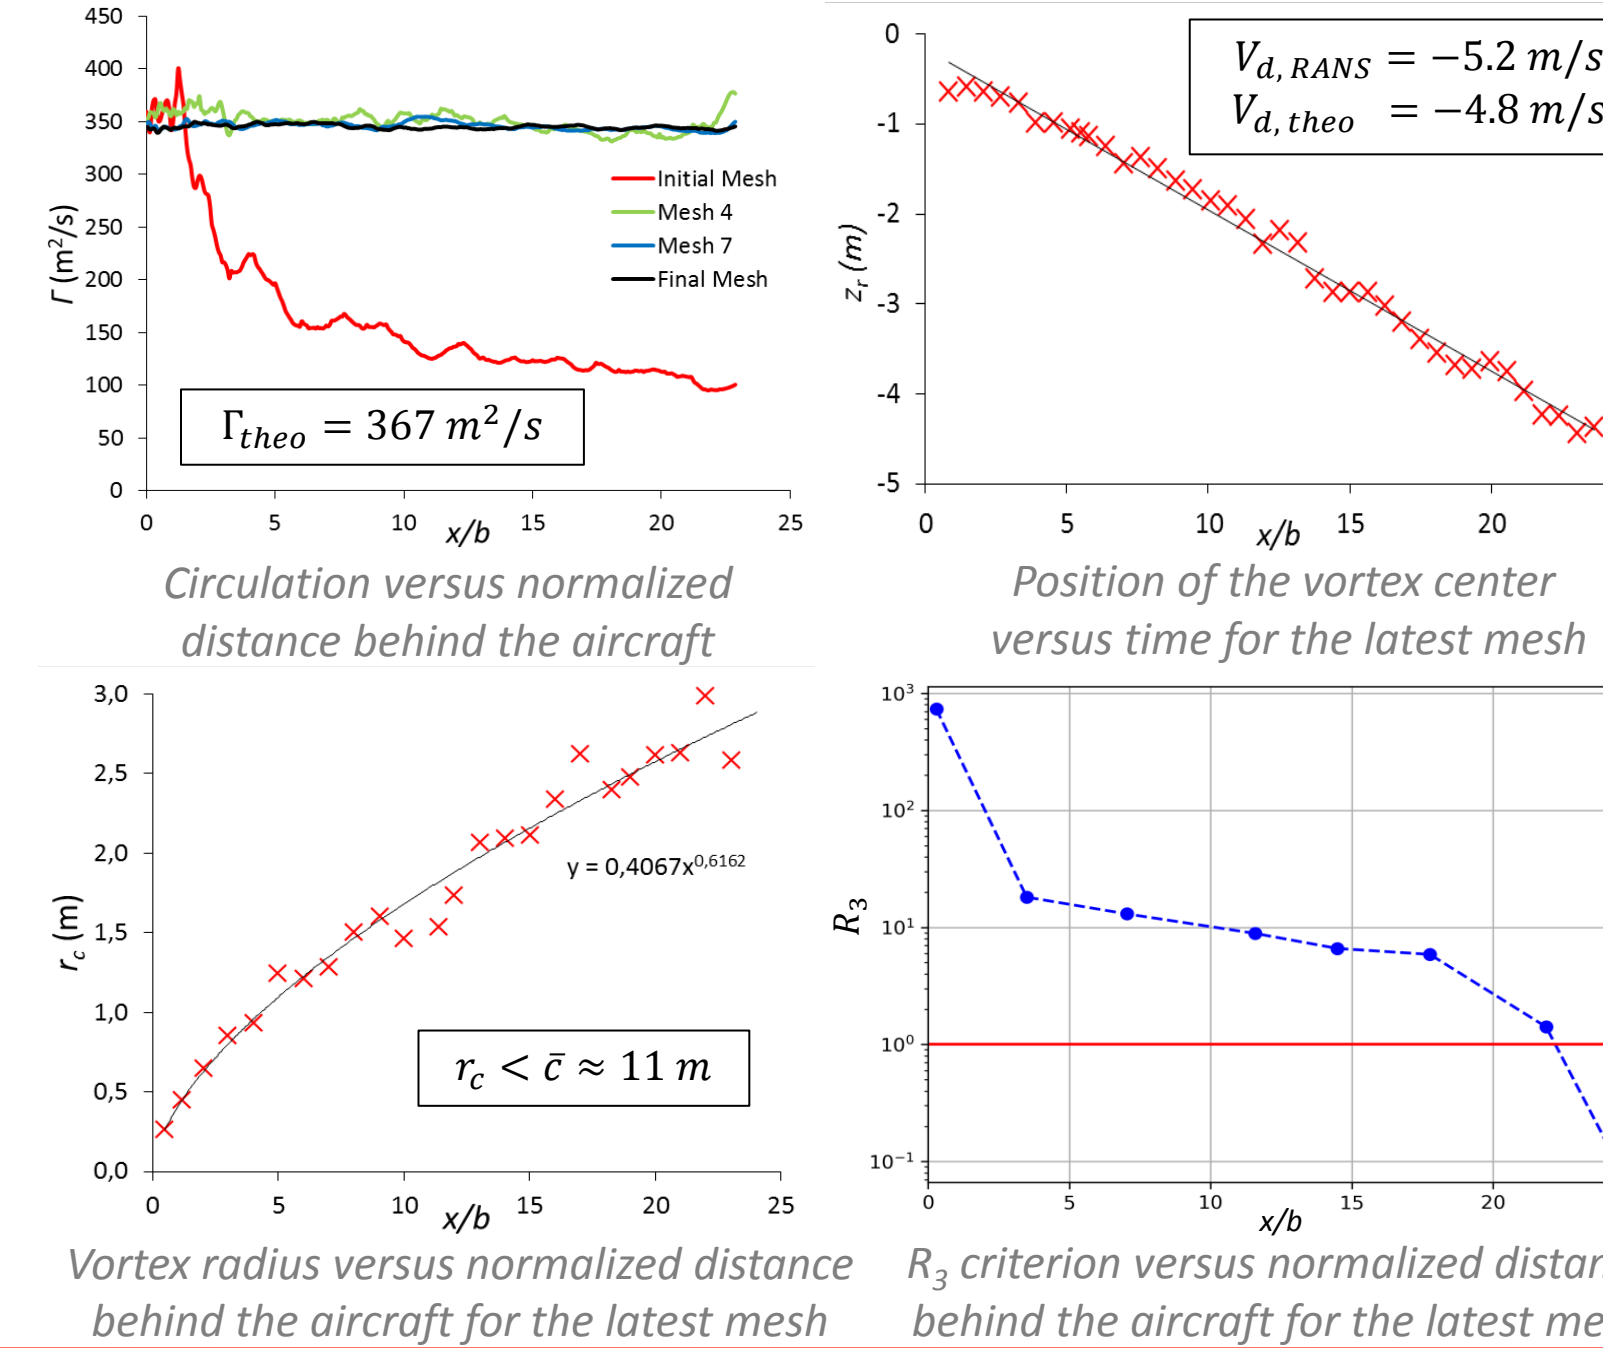 450
400
350
300
250
200
150
100
50
0
Γ (m²/s)
Initial Mesh
Mesh 4
Mesh 7
Final Mesh
Γtheo = 367 m²/s
0 5 10 15 20 25
x/b
Circulation versus normalized
distance behind the aircraft
0
-1
-2
-3
-4
-5
zr (m)
Vd, RANS = −5.2 m/s
Vd, theo = −4.8 m/s
0 5 10 15 20
x/b
Position of the vortex center
versus time for the latest mesh
3,0
2,5
2,0
1,5
1,0
0,5
0,0
rc (m)
y = 0,4067x^0,6162
rc < c̄ ≈ 11 m
0 5 10 15 20 25
x/b
Vortex radius versus normalized distance
behind the aircraft for the latest mesh
10³
10²
10¹
10⁰
10⁻¹
R₃
0 5 10 15 20
x/b
R₃ criterion versus normalized
behind the aircraft for the latest